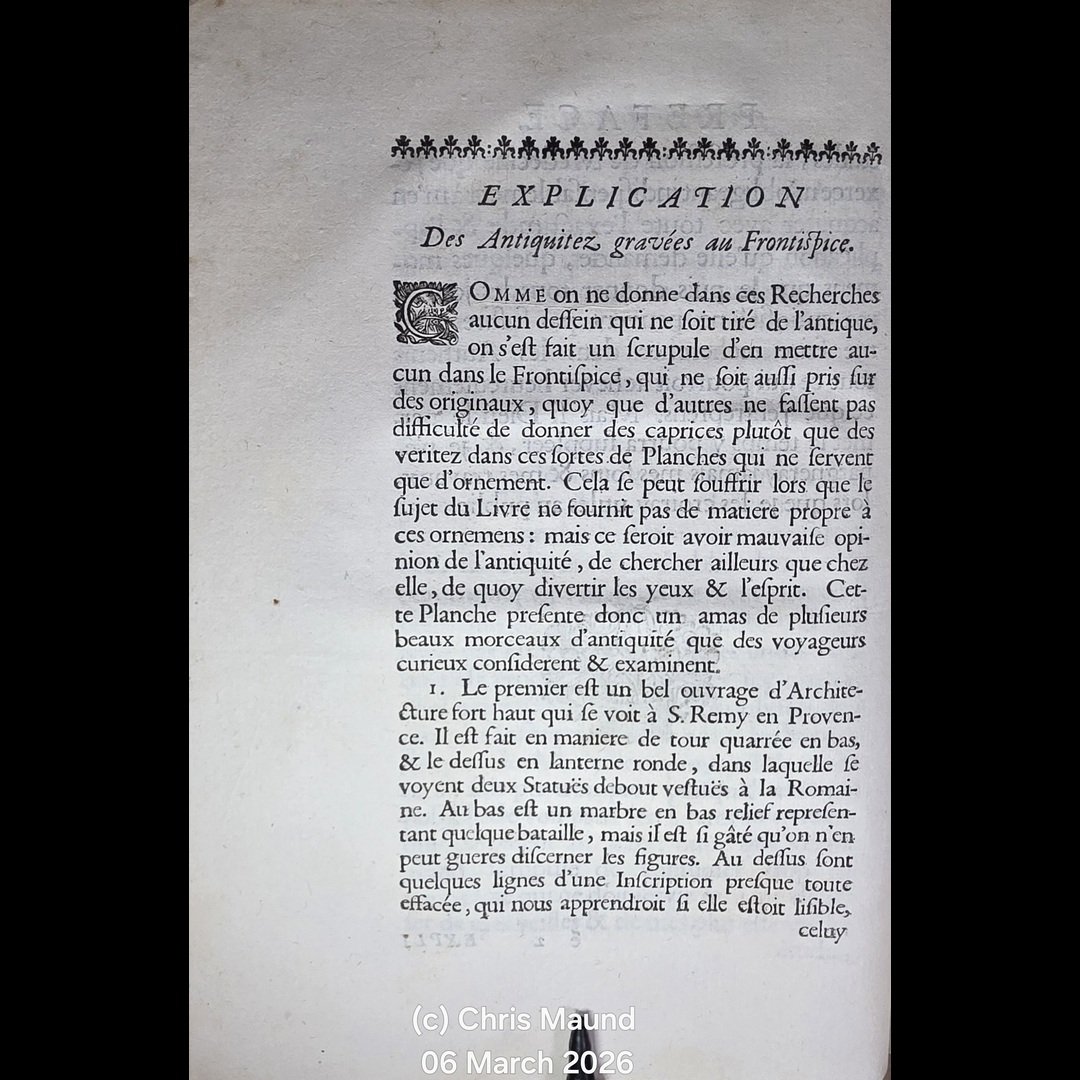 EXPLICATION
Des Antiquitez gravées au Frontiſpice.
COMME on ne donne dans ces Recherches
aucun deſſein qui ne ſoit tiré de l'antique,
on s'eſt fait un ſcrupule d'en mettre au-
cun dans le Frontiſpice, qui ne ſoit auſſi pris ſur
des originaux, quoy que d'autres ne faſſent pas
difficulté de donner des caprices plutôt que des
veritez dans ces ſortes de Planches qui ne ſervent
que d'ornement. Cela ſe peut ſouffrir lors que le
ſujet du Livre ne fournit pas de matiere propre à
ces ornemens : mais ce ſeroit avoir mauvaiſe opi-
nion de l'antiquité, de chercher ailleurs que chez
elle, de quoy divertir les yeux & l'eſprit. Cet-
te Planche preſente donc un amas de pluſieurs
beaux morceaux d'antiquité que des voyageurs
curieux conſiderent & examinent.
1. Le premier eſt un bel ouvrage d'Archite-
cture fort haut qui ſe voit à S. Remy en Proven-
ce. Il eſt fait en maniere de tour quarrée en bas,
& le deſſus en lanterne ronde, dans laquelle ſe
voyent deux Statuës debout veſtuës à la Romai-
ne. Au bas eſt un marbre en bas relief repreſen-
tant quelque bataille, mais il eſt ſi gâté qu'on n'en
peut gueres diſcerner les figures. Au deſſus ſont
quelques lignes d'une Inſcription preſque toute
effacée, qui nous apprendroit ſi elle eſtoit liſible,
celuy
(c) Chris Maund
06 March 2026